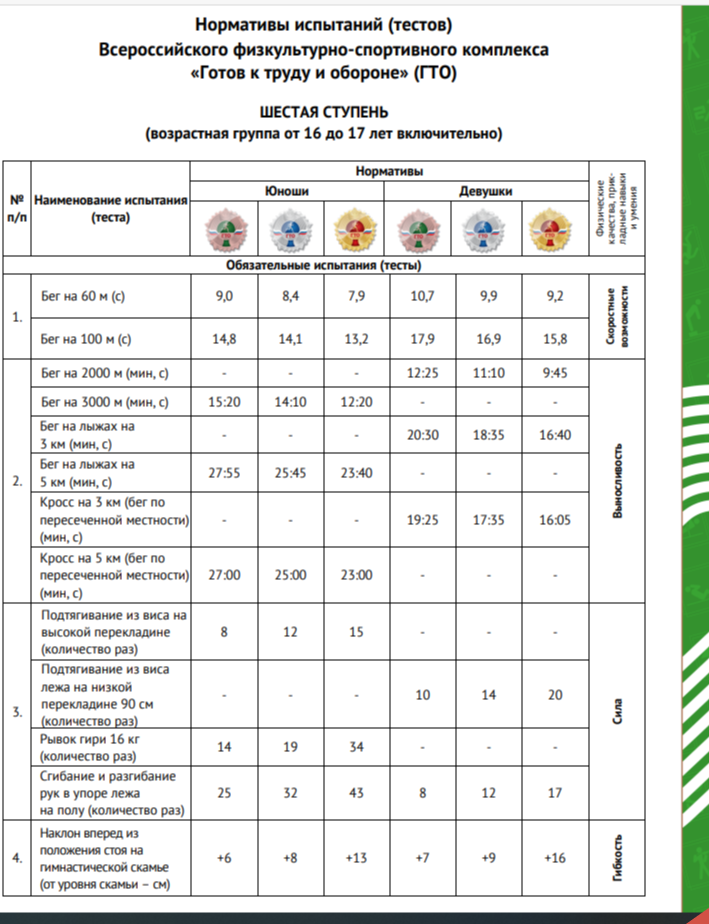 Нормативы испытаний (тестов)
Всероссийского физкультурно-спортивного комплекса
«Готов к труду и обороне» (ГТО)
ШЕСТАЯ СТУПЕНЬ
(возрастная группа от 16 до 17 лет включительно)
№ п/п
Наименование испытания
(теста)
Нормативы
Юноши Девушки
ГТО ГТО ГТО ГТО ГТО ГТО
Физические
качества, прик-
ладные навыки
и умения
Обязательные испытания (тесты)
1.
Бег на 60 м (с) 9,0 8,4 7,9 10,7 9,9 9,2
Бег на 100 м (с) 14,8 14,1 13,2 17,9 16,9 15,8
Скоростные
возможности
2.
Бег на 2000 м (мин, с) - - - 12:25 11:10 9:45
Бег на 3000 м (мин, с) 15:20 14:10 12:20 - - -
Бег на лыжах на
3 км (мин, с) - - - 20:30 18:35 16:40
Бег на лыжах на
5 км (мин, с) 27:55 25:45 23:40 - - -
Кросс на 3 км (бег по
пересеченной местности) - - - 19:25 17:35 16:05
(мин, с)
Кросс на 5 км (бег по
пересеченной местности) 27:00 25:00 23:00 - - -
(мин, с)
Выносливость
3.
Подтягивание из виса на
высокой перекладине 8 12 15 - - -
(количество раз)
Подтягивание из виса
лежа на низкой
перекладине 90 см - - - 10 14 20
(количество раз)
Рывок гири 16 кг 14 19 34 - - -
(количество раз)
Сгибание и разгибание
рук в упоре лежа 25 32 43 8 12 17
на полу (количество раз)
Сила
4.
Наклон вперед из
положения стоя на +6 +8 +13 +7 +9 +16
гимнастической скамье
(от уровня скамьи – см)
Гибкость